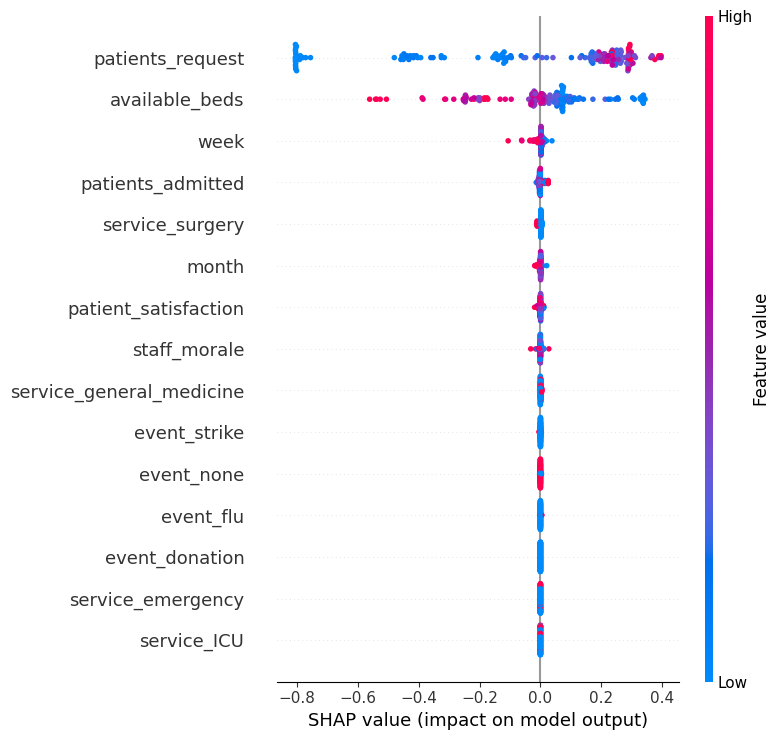 High
patients_request
available_beds
week
patients_admitted
service_surgery
month
patient_satisfaction
staff_morale
service_general_medicine
event_strike
event_none
event_flu
event_donation
service_emergency
service_ICU
Feature value
Low
−0.8 −0.6 −0.4 −0.2 0.0 0.2 0.4
SHAP value (impact on model output)